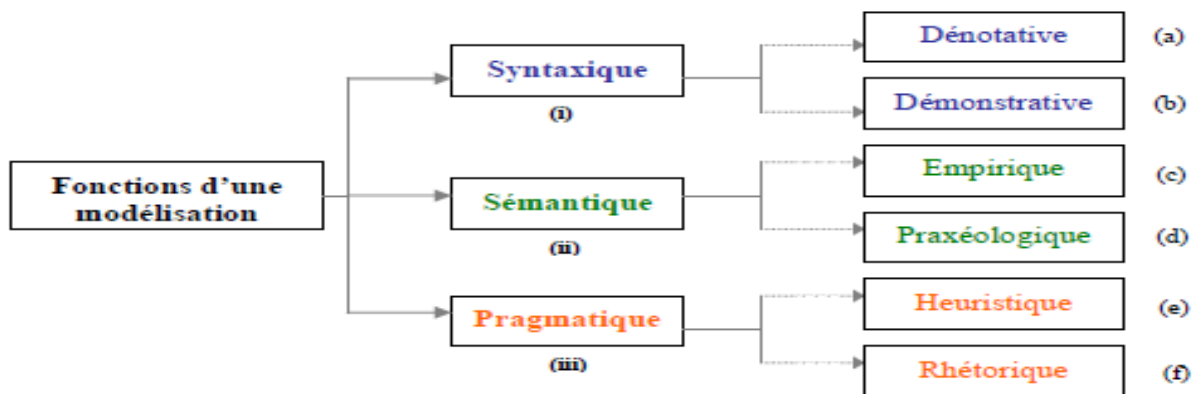 Fonctions d'une
modélisation
Syntaxique
(i)
Sémantique
(ii)
Pragmatique
(iii)
Dénotative (a)
Démonstrative (b)
Empirique (c)
Praxéologique (d)
Heuristique (e)
Rhétorique (f)